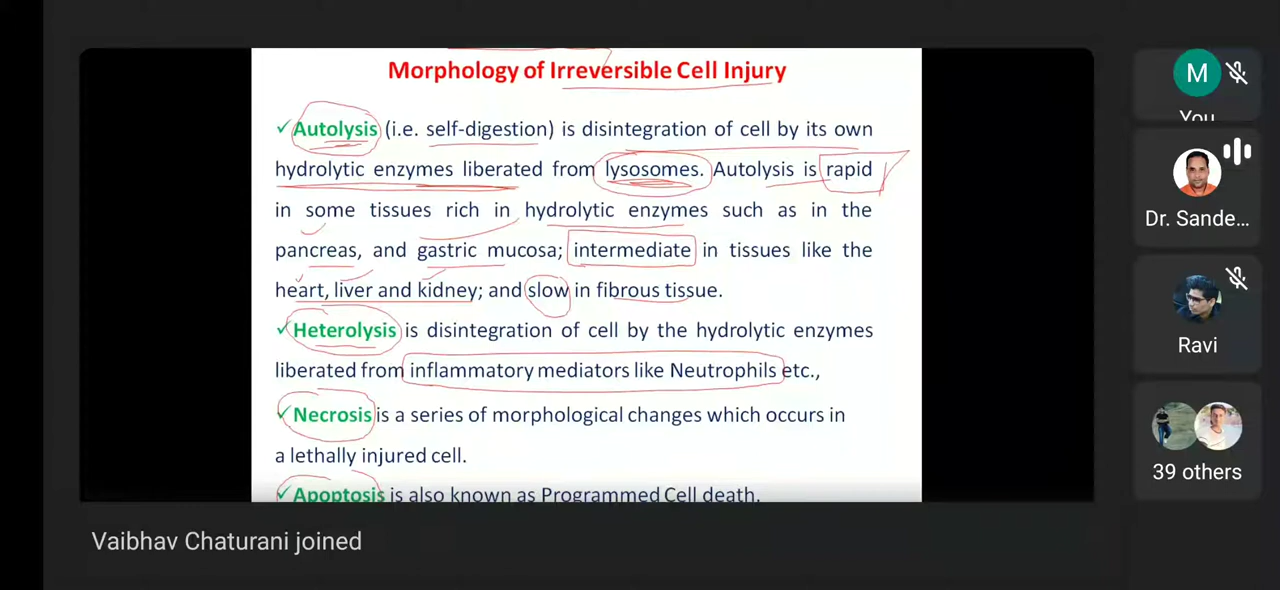 Morphology of Irreversible Cell Injury
✓Autolysis (i.e. self-digestion) is disintegration of cell by its own
hydrolytic enzymes liberated from lysosomes. Autolysis is rapid
in some tissues rich in hydrolytic enzymes such as in the
pancreas, and gastric mucosa; intermediate in tissues like the
heart, liver and kidney; and slow in fibrous tissue.
✓Heterolysis is disintegration of cell by the hydrolytic enzymes
liberated from inflammatory mediators like Neutrophils etc.,
✓Necrosis is a series of morphological changes which occurs in
a lethally injured cell.
✓Apoptosis is also known as Programmed Cell death.
M
You
Dr. Sande...
Ravi
39 others
Vaibhav Chaturani joined